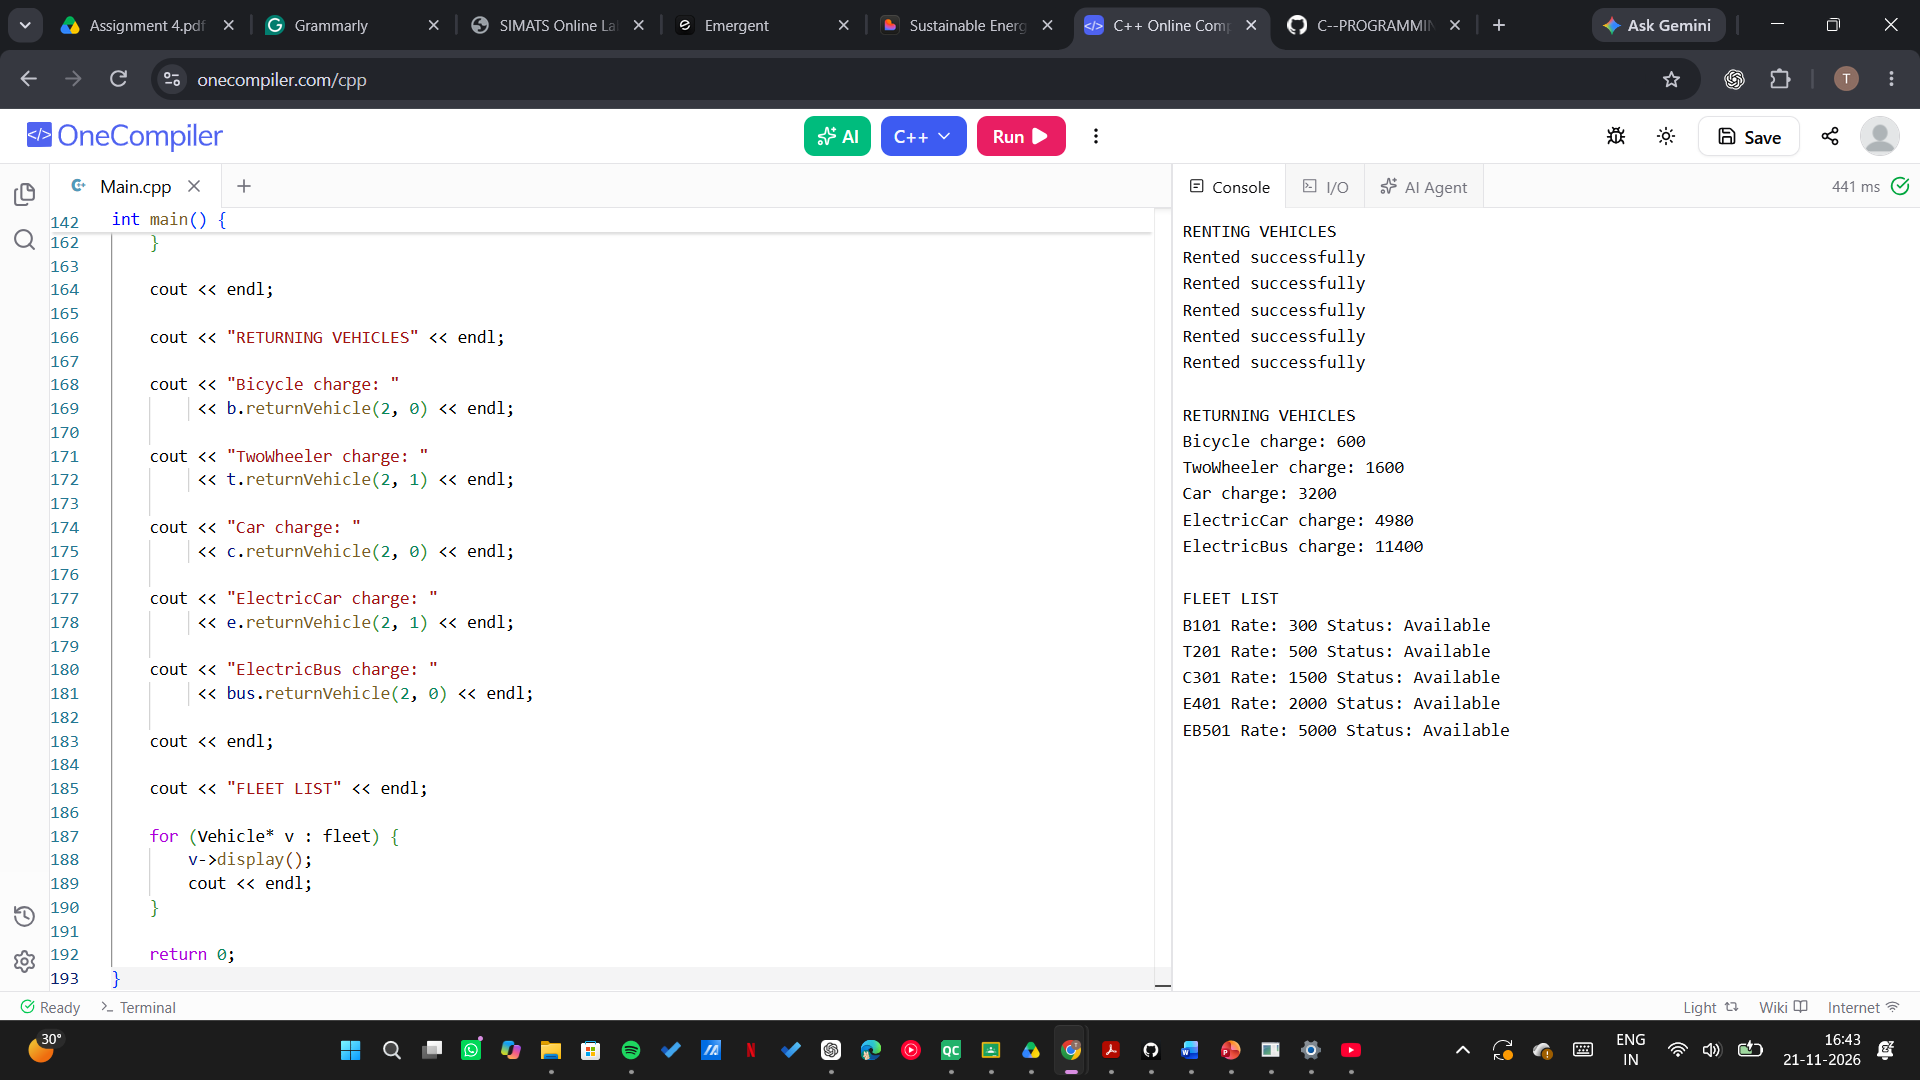 Assignment 4.pdf
Grammarly
SIMATS Online La
Emergent
Sustainable Energ
C++ Online Comp
C--PROGRAMMIN
Ask Gemini
onecompiler.com/cpp
T
OneCompiler
AI
C++
Run
Save
Main.cpp
Console
I/O
AI Agent
441 ms
142 int main() {
162 }
163
164 cout << endl;
165
166 cout << "RETURNING VEHICLES" << endl;
167
168 cout << "Bicycle charge: "
169 << b.returnVehicle(2, 0) << endl;
170
171 cout << "TwoWheeler charge: "
172 << t.returnVehicle(2, 1) << endl;
173
174 cout << "Car charge: "
175 << c.returnVehicle(2, 0) << endl;
176
177 cout << "ElectricCar charge: "
178 << e.returnVehicle(2, 1) << endl;
179
180 cout << "ElectricBus charge: "
181 << bus.returnVehicle(2, 0) << endl;
182
183 cout << endl;
184
185 cout << "FLEET LIST" << endl;
186
187 for (Vehicle* v : fleet) {
188 v->display();
189 cout << endl;
190 }
191
192 return 0;
193 }
RENTING VEHICLES
Rented successfully
Rented successfully
Rented successfully
Rented successfully
Rented successfully
RETURNING VEHICLES
Bicycle charge: 600
TwoWheeler charge: 1600
Car charge: 3200
ElectricCar charge: 4980
ElectricBus charge: 11400
FLEET LIST
B101 Rate: 300 Status: Available
T201 Rate: 500 Status: Available
C301 Rate: 1500 Status: Available
E401 Rate: 2000 Status: Available
EB501 Rate: 5000 Status: Available
Ready
Terminal
Light
Wiki
Internet
30°
QC
ENG
IN
16:43
21-11-2026